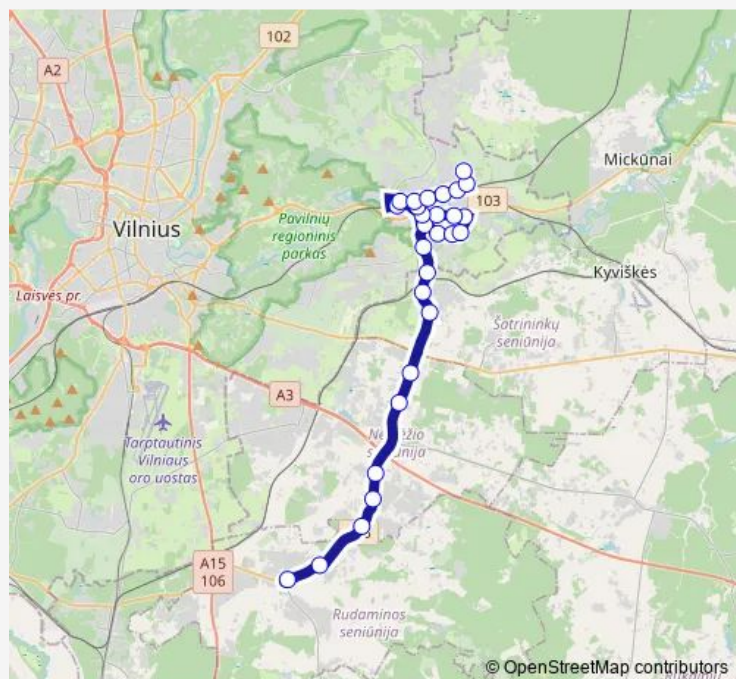 102
A2
Mickūnai
103
Vilnius
Pavilnių
regioninis
parkas
Kyviškės
Laisvės pr.
Šatrininkų
seniūnija
A3
Tarptautinis
Vilniaus
oro uostas
A15
106
Rudaminos
seniūnija
© OpenStreetMap contributors